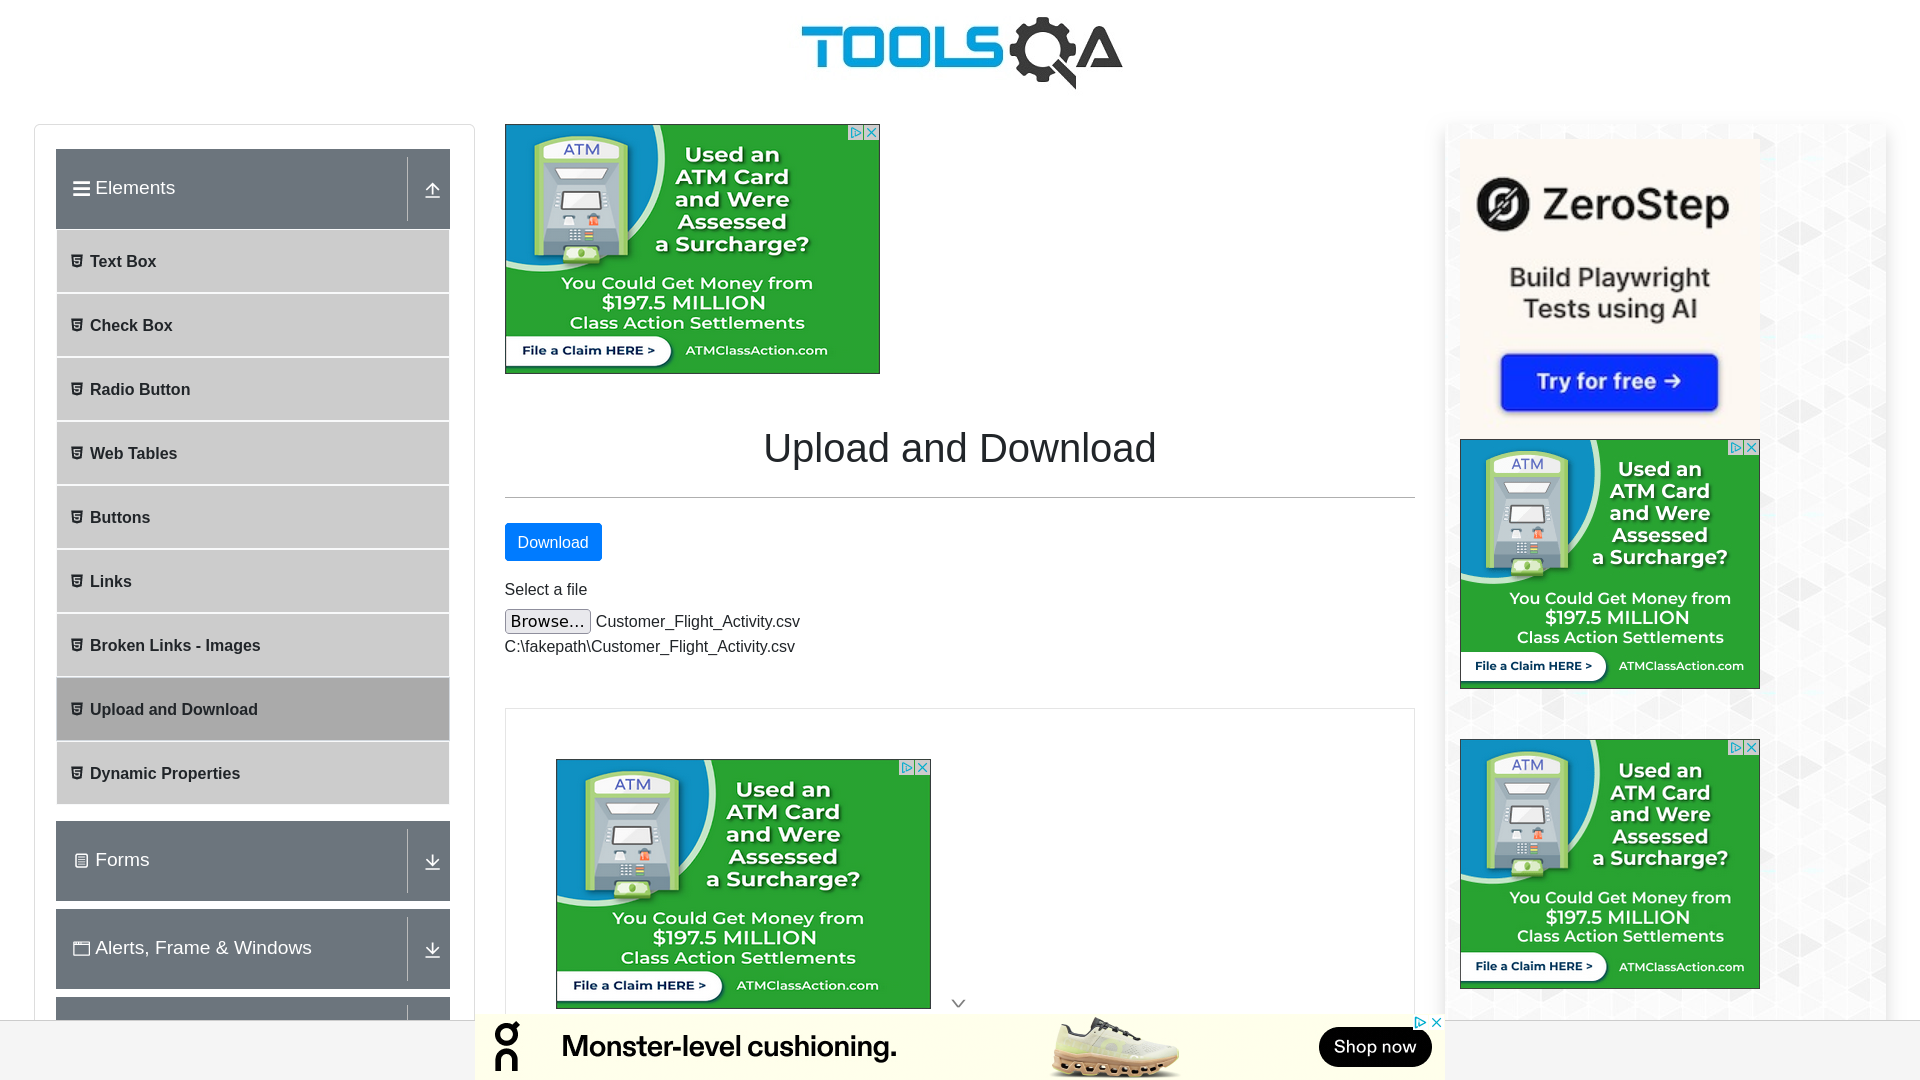 TOOLSQA
Elements
Text Box
Check Box
Radio Button
Web Tables
Buttons
Links
Broken Links - Images
Upload and Download
Dynamic Properties
Forms
Alerts, Frame & Windows
ATM
Used an
ATM Card
and Were
Assessed
a Surcharge?
You Could Get Money from
$197.5 MILLION
Class Action Settlements
File a Claim HERE >
ATMClassAction.com
Upload and Download
Download
Select a file
Browse... Customer_Flight_Activity.csv
C:\fakepath\Customer_Flight_Activity.csv
ATM
Used an
ATM Card
and Were
Assessed
a Surcharge?
You Could Get Money from
$197.5 MILLION
Class Action Settlements
File a Claim HERE >
ATMClassAction.com
ZeroStep
Build Playwright
Tests using AI
Try for free →
ATM
Used an
ATM Card
and Were
Assessed
a Surcharge?
You Could Get Money from
$197.5 MILLION
Class Action Settlements
File a Claim HERE >
ATMClassAction.com
ATM
Used an
ATM Card
and Were
Assessed
a Surcharge?
You Could Get Money from
$197.5 MILLION
Class Action Settlements
File a Claim HERE >
ATMClassAction.com
on
Monster-level cushioning.
Shop now